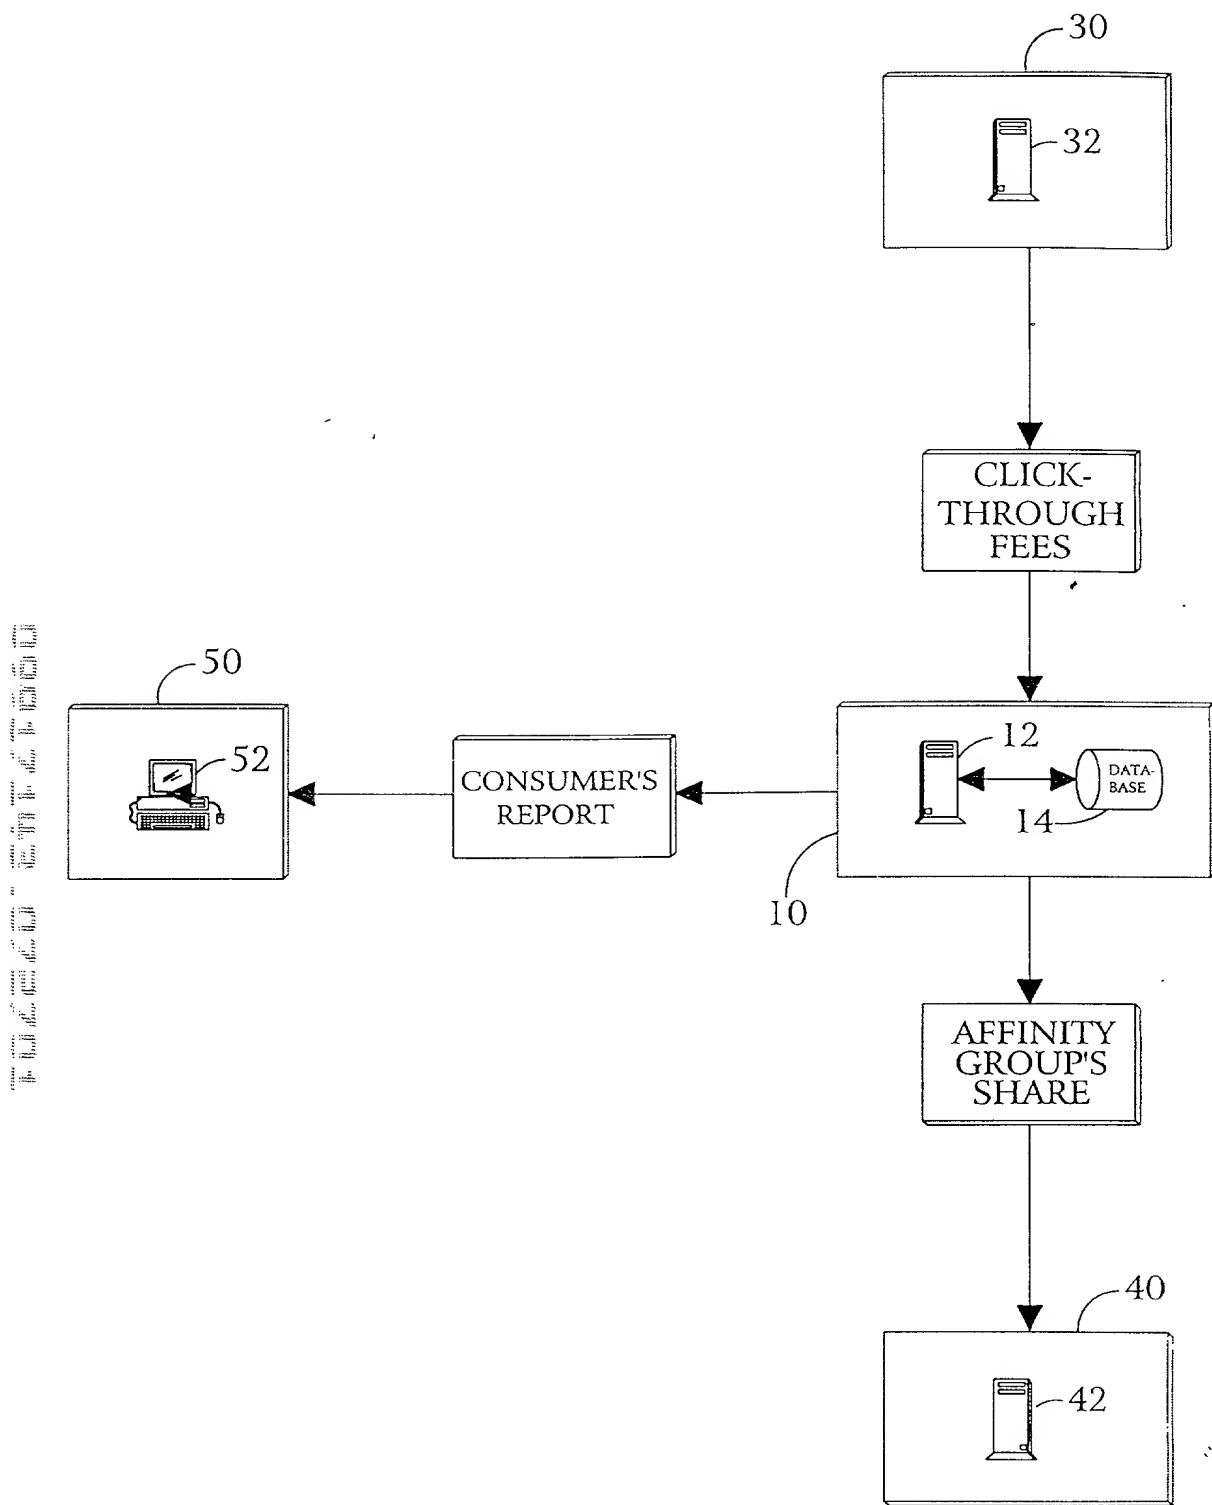 30
32
CLICK-
THROUGH
FEES
50
52
CONSUMER'S
REPORT
12
DATA-
BASE
14
10
AFFINITY
GROUP'S
SHARE
40
42